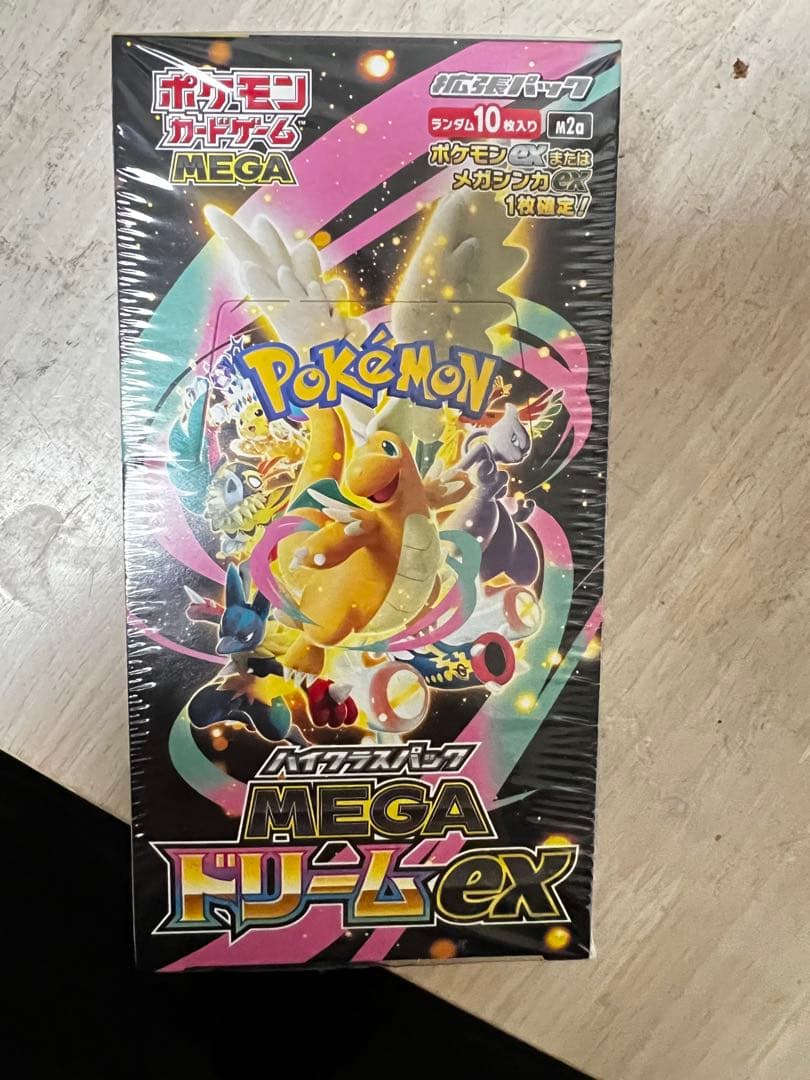 ポケモン
カードゲーム™
MEGA
拡張パック
ランダム10枚入り
M2a
ポケモンexまたは
メガシンカex
1枚確定!
POKÉMON
ハイクラスパック
MEGA
ドリームex